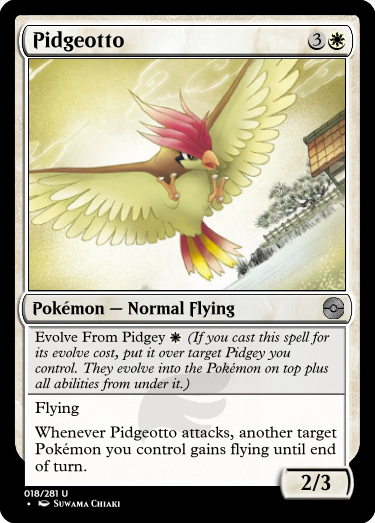 Pidgeotto 3
Pokémon — Normal Flying
Evolve From Pidgey (If you cast this spell for
its evolve cost, put it over target Pidgey you
control. They evolve into the Pokémon on top plus
all abilities from under it.)
Flying
Whenever Pidgeotto attacks, another target
Pokémon you control gains flying until end
of turn.
2/3
018/281 U
• Suwama Chiaki